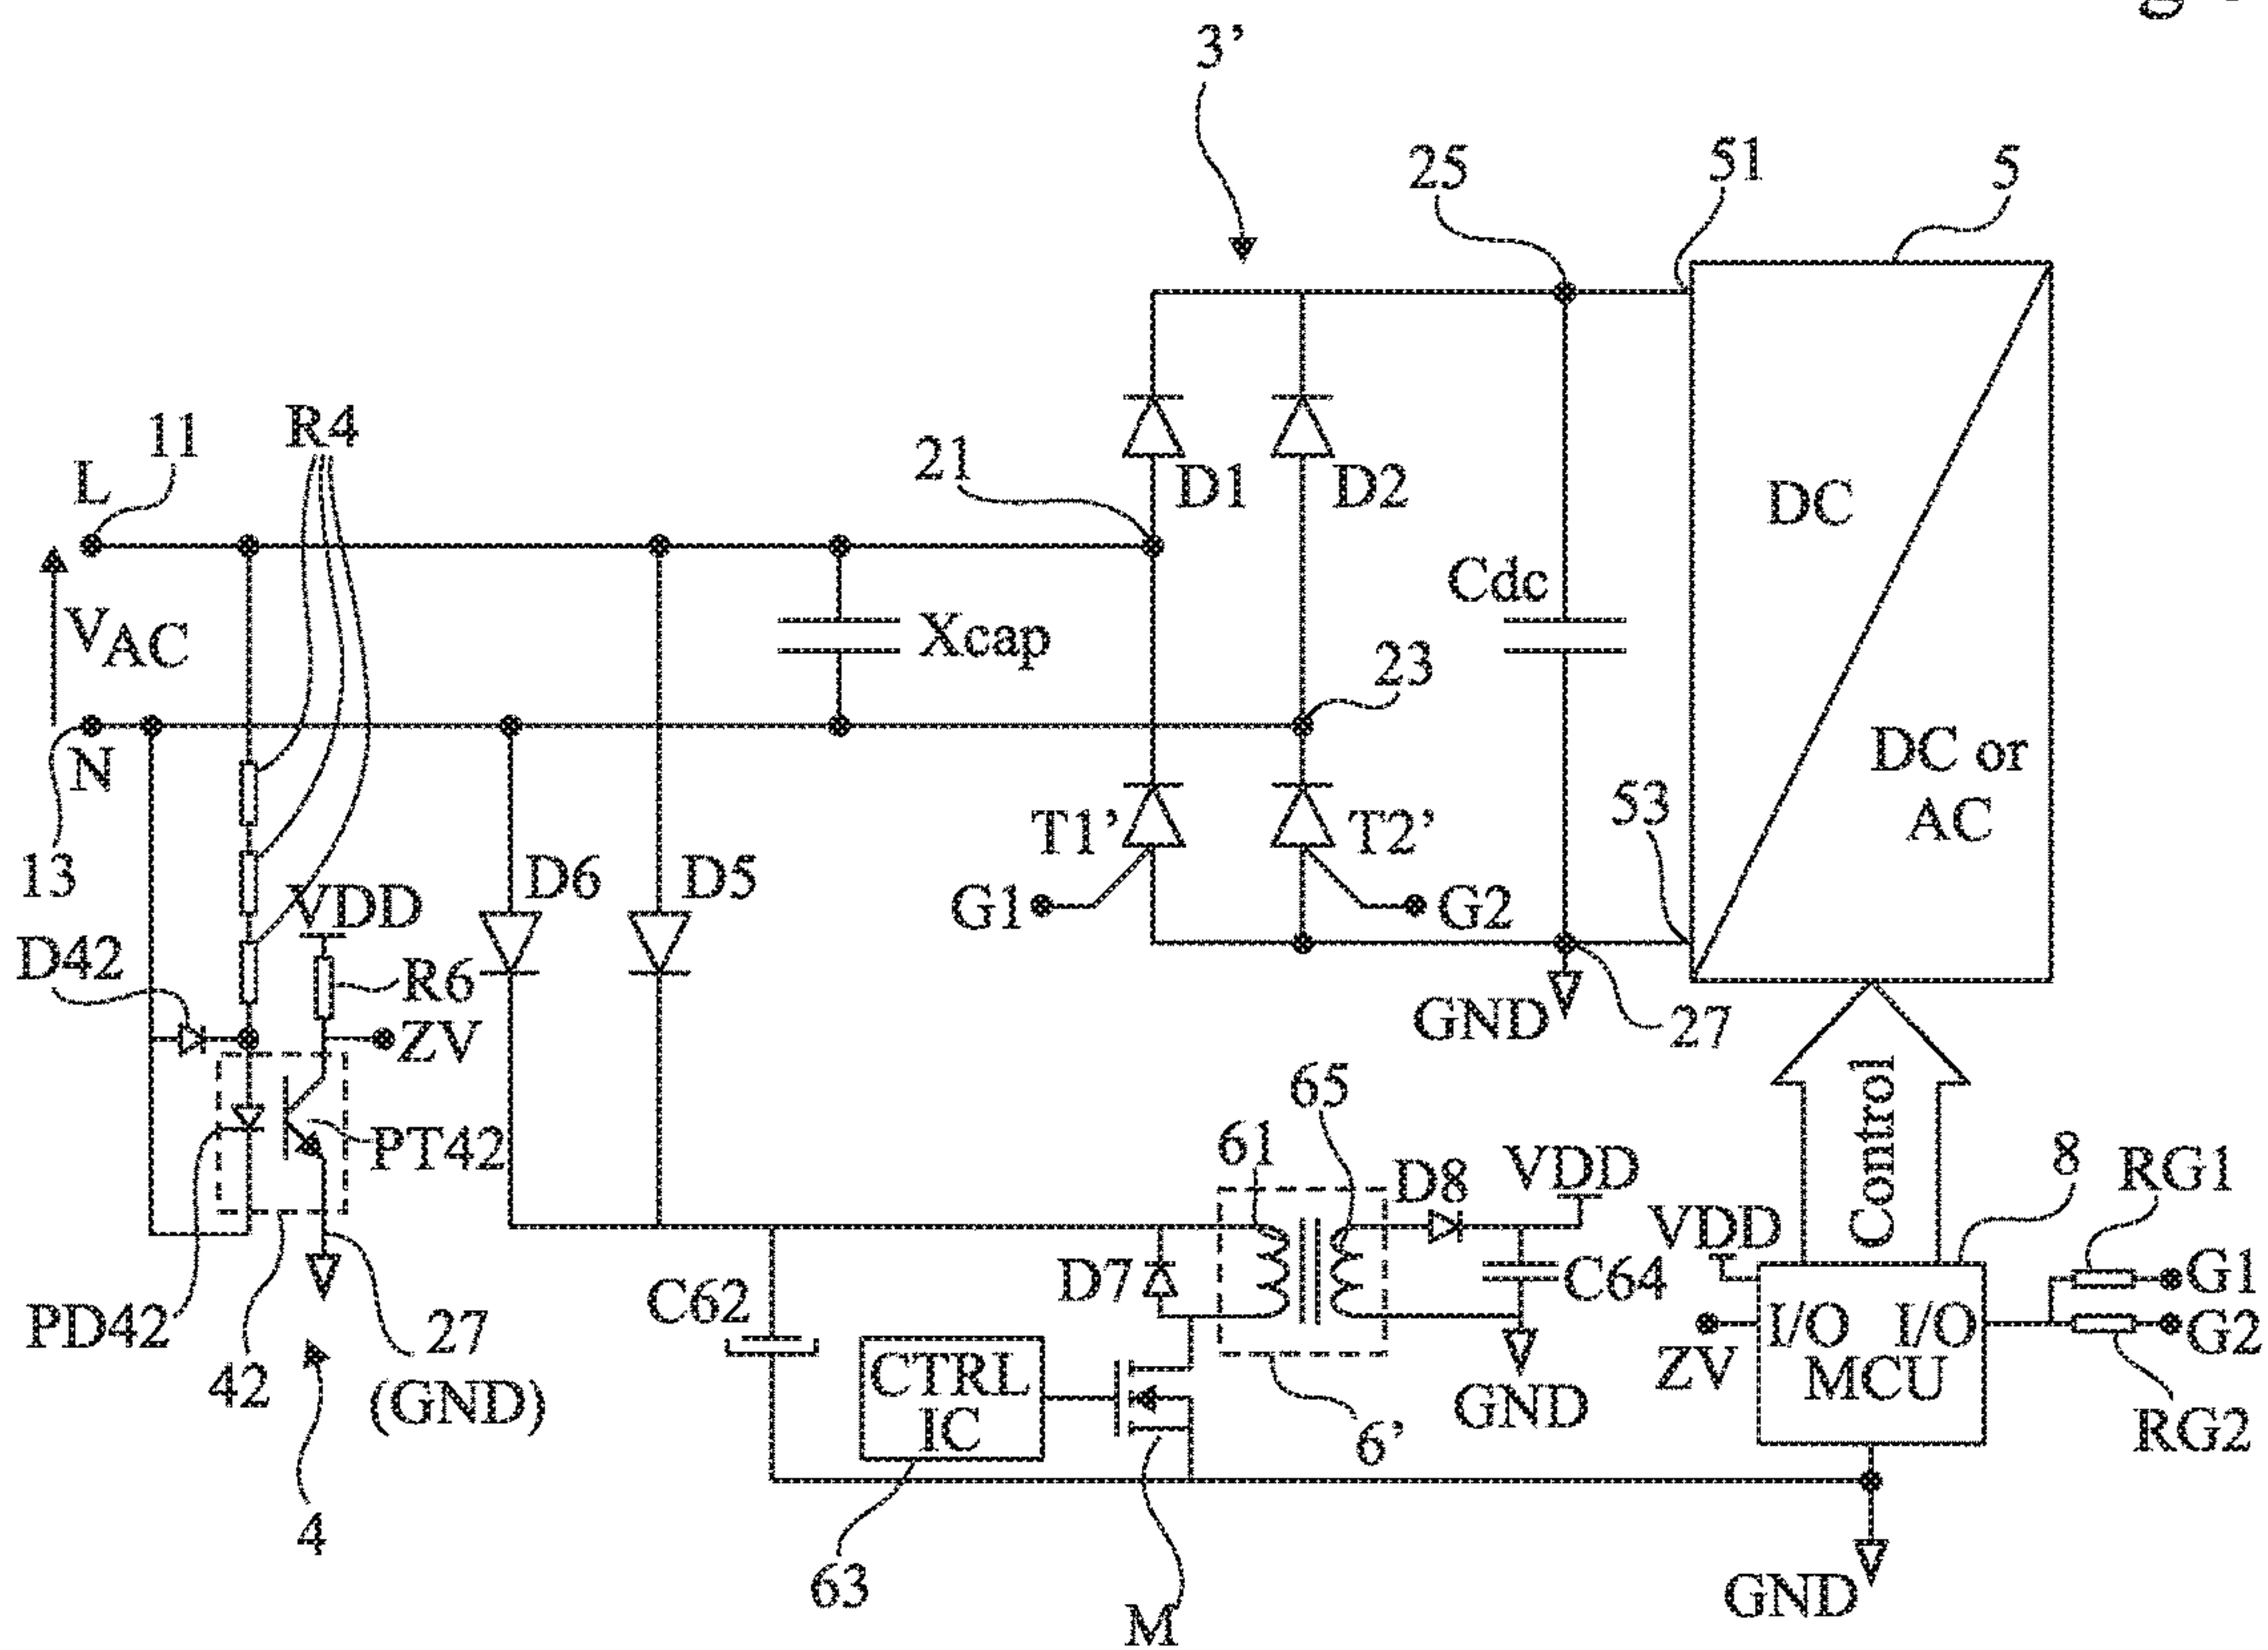 3’
25
51
5
11
R4
21
L
D1
D2
DC
VAC
Xcap
Cdc
23
N
DC or
AC
13
VDD
D6
D5
T1’
T2’
53
G1
G2
D42
R6
ZV
GND
27
Control
65
61
PT42
D8
VDD
8
RG1
VDD
PD42
42
27
(GND)
C62
D7
C64
G1
I/O
I/O
G2
ZV
MCU
CTRL
IC
6’
GND
RG2
4
63
M
GND